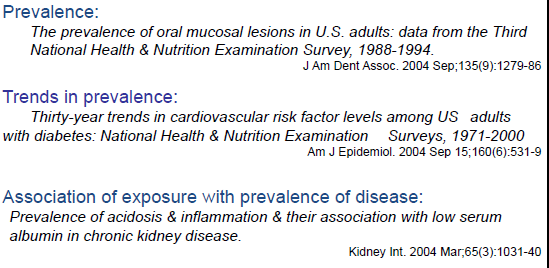 Prevalence:
The prevalence of oral mucosal lesions in U.S. adults: data from the Third
National Health & Nutrition Examination Survey, 1988-1994.
J Am Dent Assoc. 2004 Sep;135(9):1279-86
Trends in prevalence:
Thirty-year trends in cardiovascular risk factor levels among US adults
with diabetes: National Health & Nutrition Examination Surveys, 1971-2000
Am J Epidemiol. 2004 Sep 15;160(6):531-9
Association of exposure with prevalence of disease:
Prevalence of acidosis & inflammation & their association with low serum
albumin in chronic kidney disease.
Kidney Int. 2004 Mar;65(3):1031-40